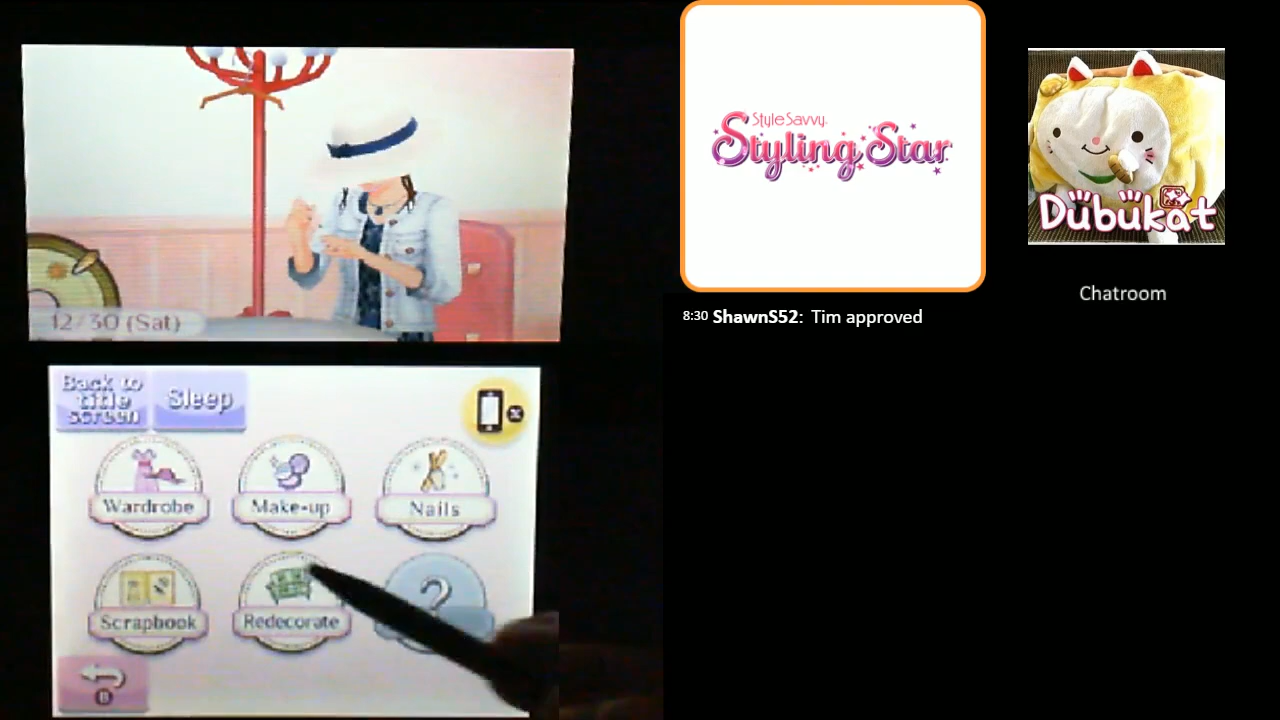 12/30 (Sat)
Back to
title
screen
Sleep
Wardrobe
Make-up
Nails
Scrapbook
Redecorate
?
B
Style Savvy
Styling Star
8:30 ShawnS52: Tim approved
Dubukat
Chatroom